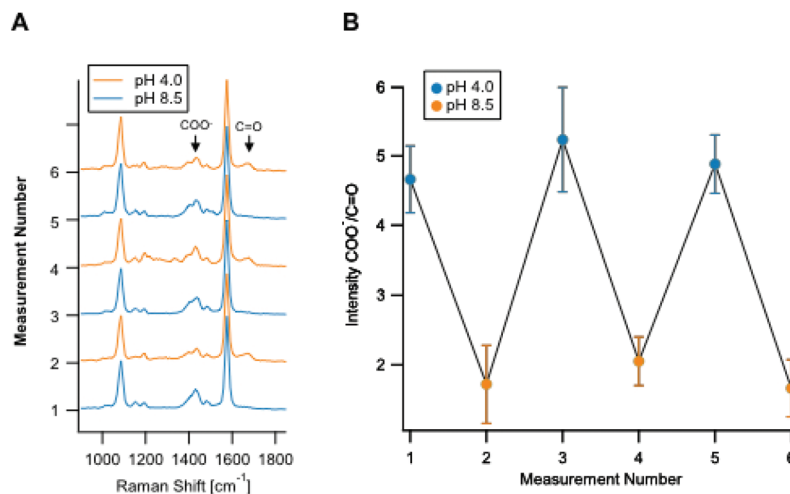 A
pH 4.0
pH 8.5
COO⁻
C=O
6
5
4
3
2
1
Measurement Number
1000 1200 1400 1600 1800
Raman Shift [cm⁻¹]
B
pH 4.0
pH 8.5
6
5
4
3
2
Intensity COO⁻/C=O
1 2 3 4 5 6
Measurement Number